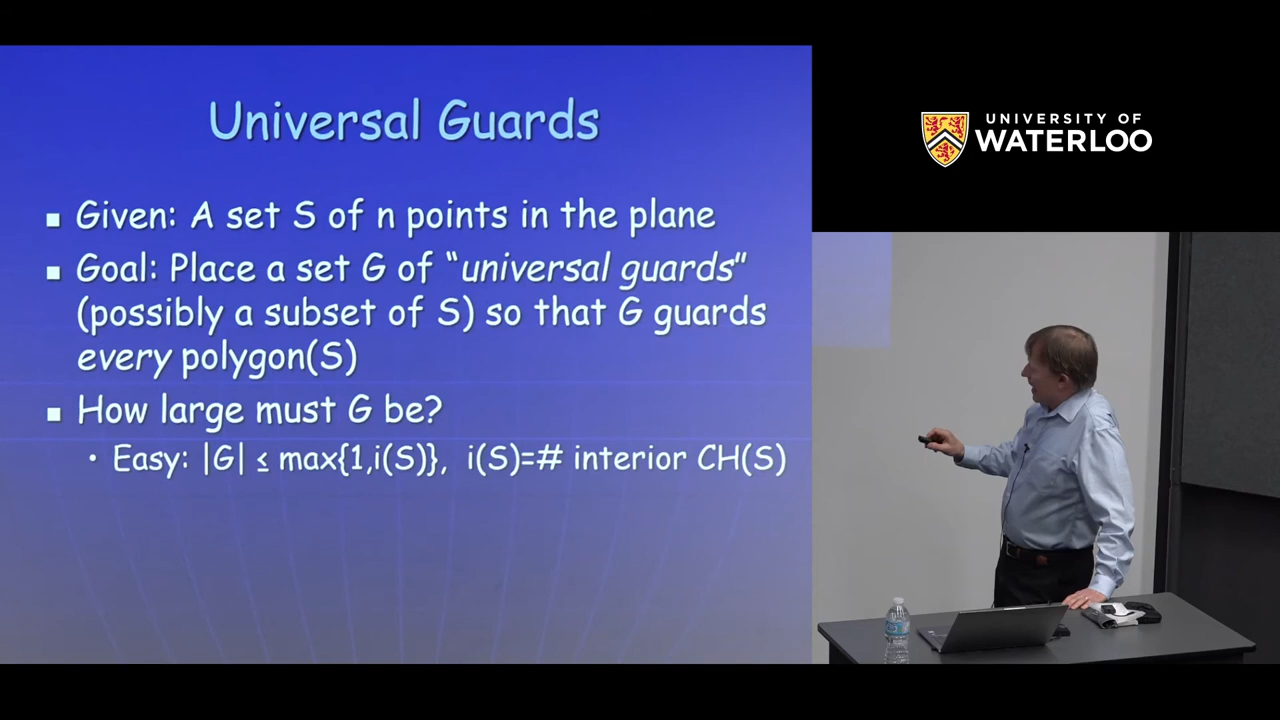 Universal Guards
▪ Given: A set S of n points in the plane
▪ Goal: Place a set G of “universal guards”
(possibly a subset of S) so that G guards
every polygon(S)
▪ How large must G be?
• Easy: |G| ≤ max{1,i(S)}, i(S)=# interior CH(S)
UNIVERSITY OF
WATERLOO